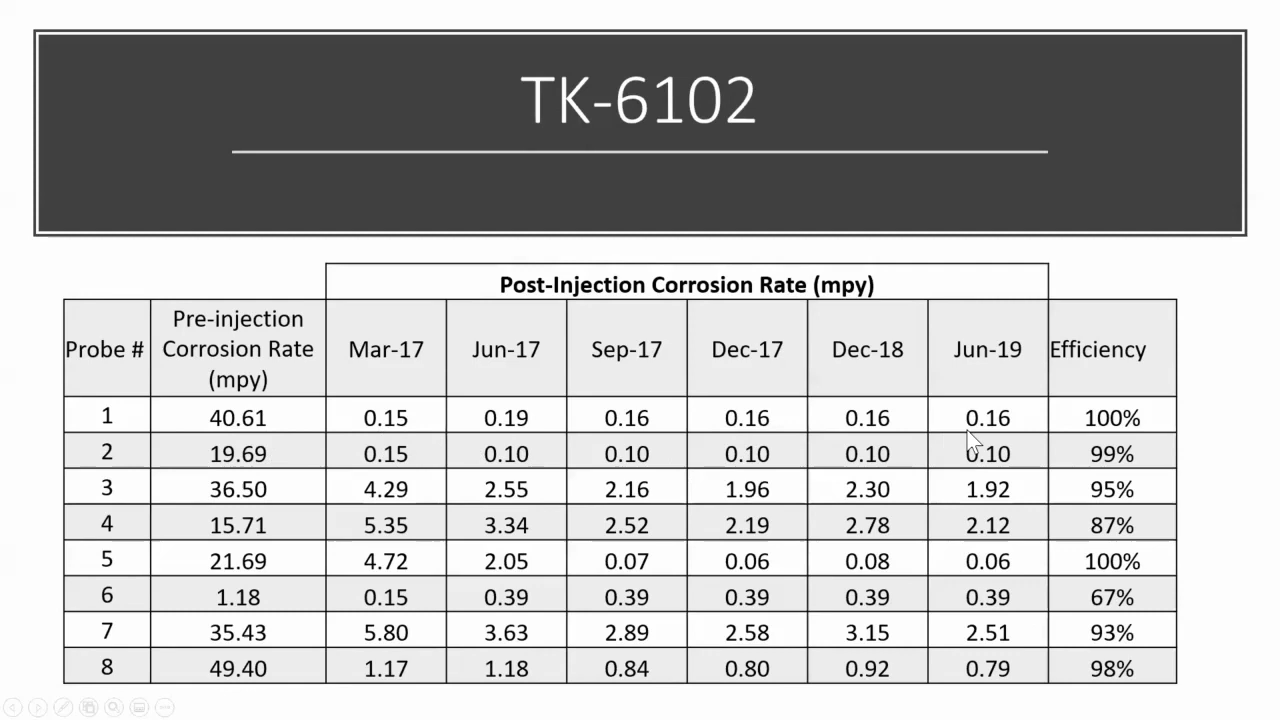 TK-6102
Post-Injection Corrosion Rate (mpy)
Probe # Pre-injection Corrosion Rate (mpy) Mar-17 Jun-17 Sep-17 Dec-17 Dec-18 Jun-19 Efficiency
1 40.61 0.15 0.19 0.16 0.16 0.16 0.16 100%
2 19.69 0.15 0.10 0.10 0.10 0.10 0.10 99%
3 36.50 4.29 2.55 2.16 1.96 2.30 1.92 95%
4 15.71 5.35 3.34 2.52 2.19 2.78 2.12 87%
5 21.69 4.72 2.05 0.07 0.06 0.08 0.06 100%
6 1.18 0.15 0.39 0.39 0.39 0.39 0.39 67%
7 35.43 5.80 3.63 2.89 2.58 3.15 2.51 93%
8 49.40 1.17 1.18 0.84 0.80 0.92 0.79 98%